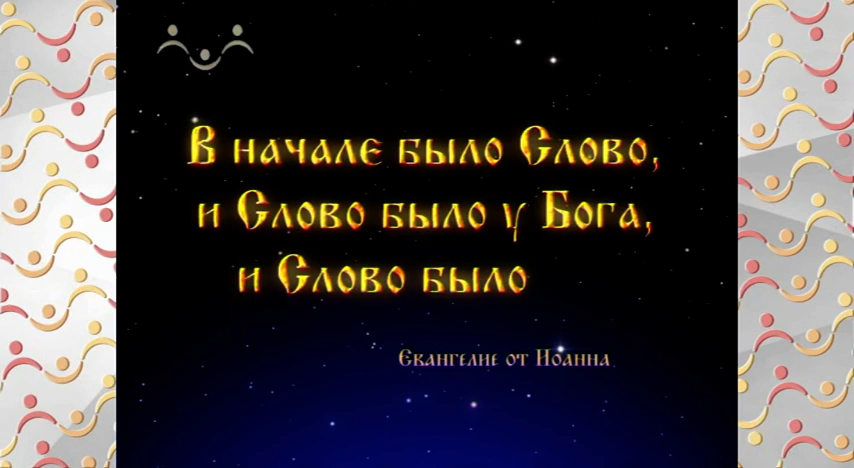 В начале было Слово,
и Слово было у Бога,
и Слово было
Евангелие от Иоанна